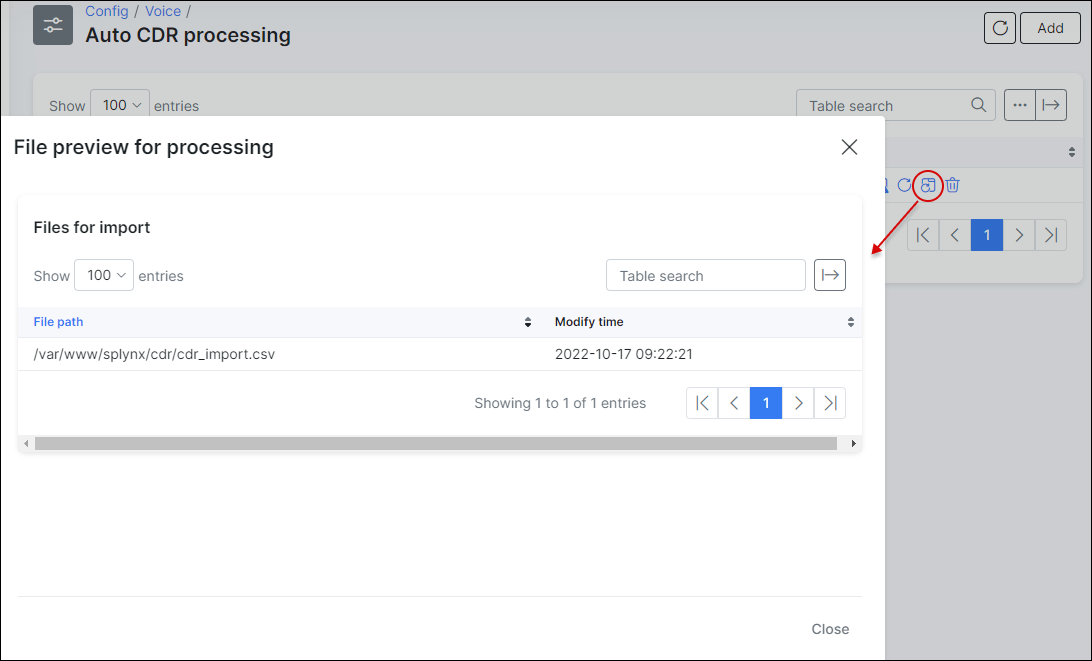 Config / Voice /
Auto CDR processing
Add
Show 100 entries
Table search
File preview for processing
1
Files for import
Show 100 entries
Table search
File path Modify time
/var/www/splynx/cdr/cdr_import.csv 2022-10-17 09:22:21
Showing 1 to 1 of 1 entries
1
Close